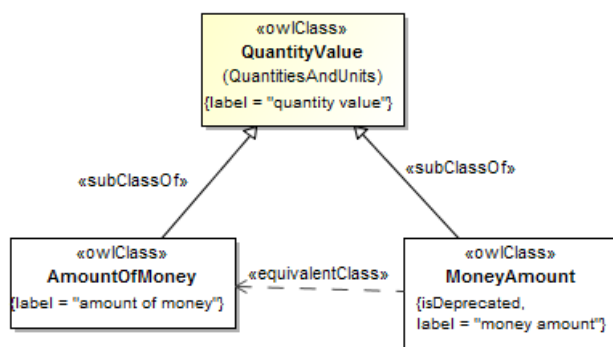 «owlClass»
QuantityValue
(QuantitiesAndUnits)
{label = "quantity value"}
«subClassOf»
«subClassOf»
«owlClass»
AmountOfMoney
{label = "amount of money"}
«equivalentClass»
«owlClass»
MoneyAmount
{isDeprecated,
label = "money amount"}